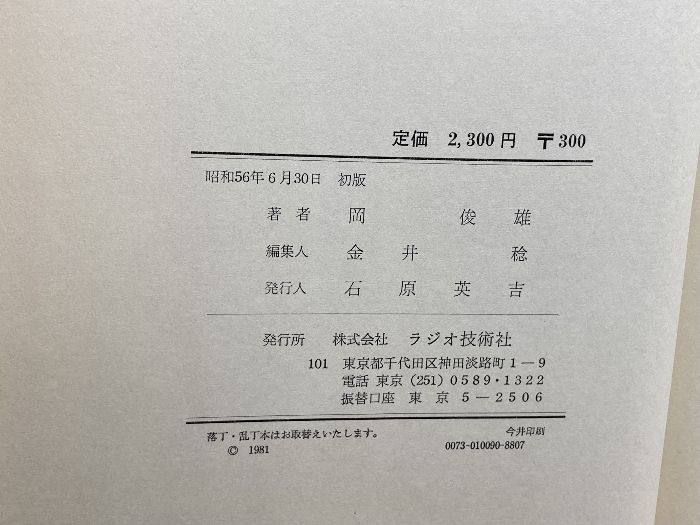 定価 2,300円 〒300
昭和56年6月30日 初版
著者 岡 俊雄
編集人 金井 稔
発行人 石原英吉
発行所 株式会社 ラジオ技術社
101 東京都千代田区神田淡路町1―9
電話 東京 (251) 0589・1322
振替口座 東京 5―2506
落丁・乱丁本はお取替えいたします。 今井印刷
© 1981 0073-010090-8807